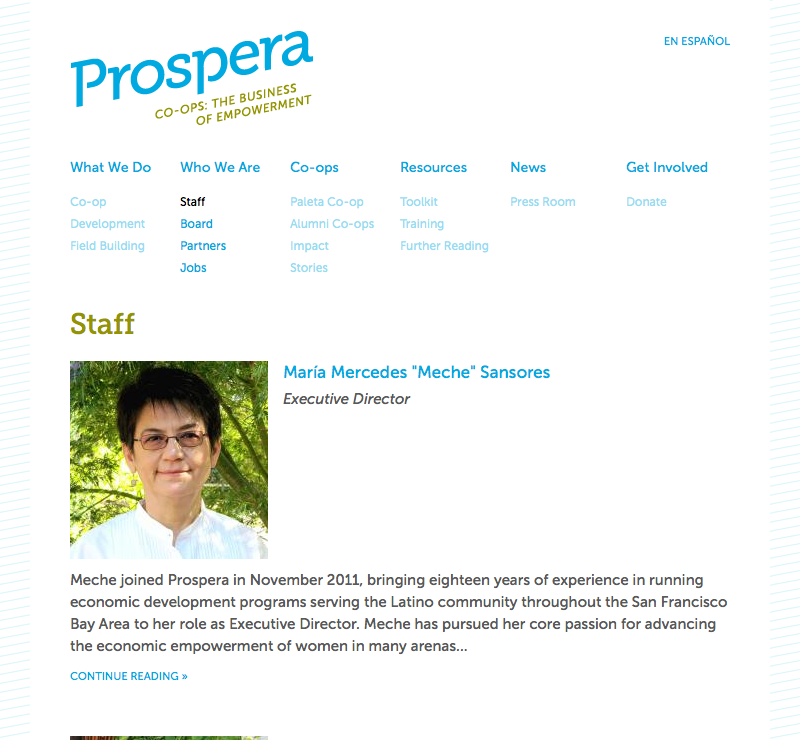 Prospera
CO-OPS: THE BUSINESS
OF EMPOWERMENT
EN ESPAÑOL
What We Do
Co-op
Development
Field Building
Who We Are
Staff
Board
Partners
Jobs
Co-ops
Paleta Co-op
Alumni Co-ops
Impact
Stories
Resources
Toolkit
Training
Further Reading
News
Press Room
Get Involved
Donate
Staff
María Mercedes "Meche" Sansores
Executive Director
Meche joined Prospera in November 2011, bringing eighteen years of experience in running
economic development programs serving the Latino community throughout the San Francisco
Bay Area to her role as Executive Director. Meche has pursued her core passion for advancing
the economic empowerment of women in many arenas...
CONTINUE READING »